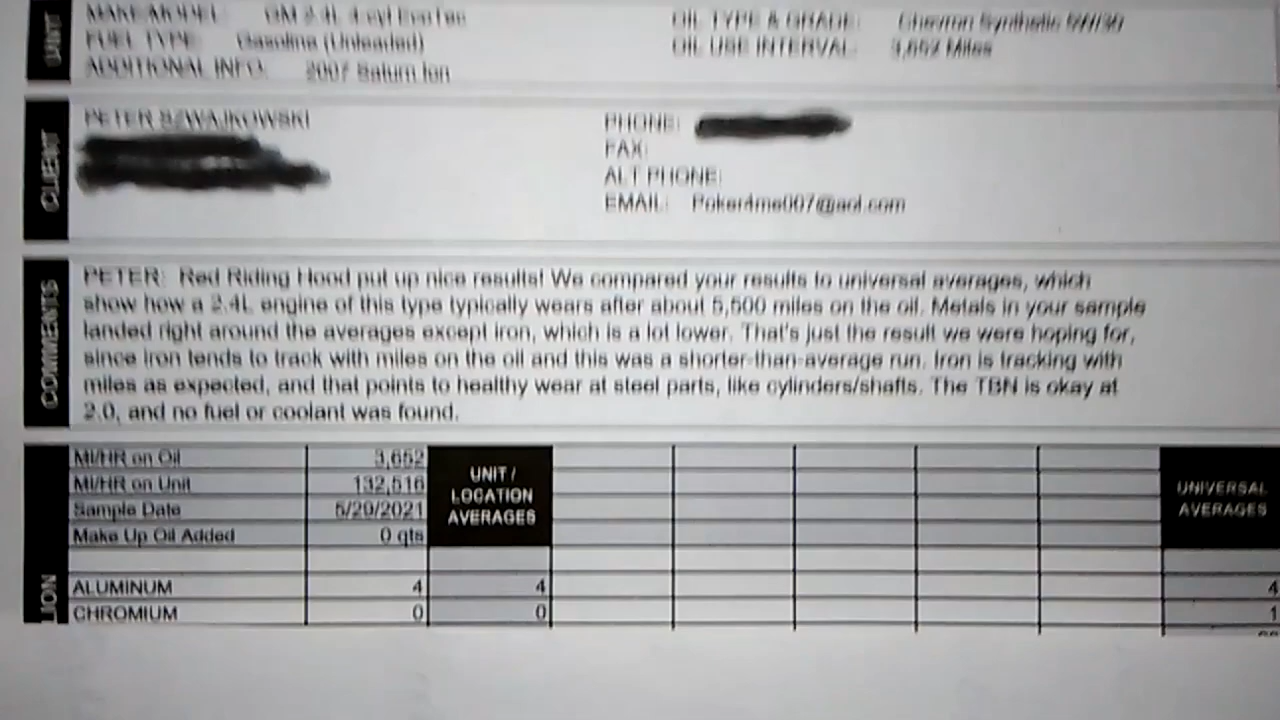 UNIT
MAKE/MODEL: GM 2.4L 4-cyl EcoTec
FUEL TYPE: Gasoline (Unleaded)
ADDITIONAL INFO: 2007 Saturn Ion
OIL TYPE & GRADE: Chevron Synthetic 5W/30
OIL USE INTERVAL: 3,652 Miles
CLIENT
PETER SZWAJKOWSKI
PHONE:
FAX:
ALT PHONE:
EMAIL: Poker4me007@aol.com
COMMENTS
PETER: Red Riding Hood put up nice results! We compared your results to universal averages, which
show how a 2.4L engine of this type typically wears after about 5,500 miles on the oil. Metals in your sample
landed right around the averages except iron, which is a lot lower. That's just the result we were hoping for,
since iron tends to track with miles on the oil and this was a shorter-than-average run. Iron is tracking with
miles as expected, and that points to healthy wear at steel parts, like cylinders/shafts. The TBN is okay at
2.0, and no fuel or coolant was found.
MI/HR on Oil 3,652
MI/HR on Unit 132,516
Sample Date 5/29/2021
Make Up Oil Added 0 qts
UNIT /
LOCATION
AVERAGES
UNIVERSAL
AVERAGES
ALUMINUM 4 4 4
CHROMIUM 0 0 1